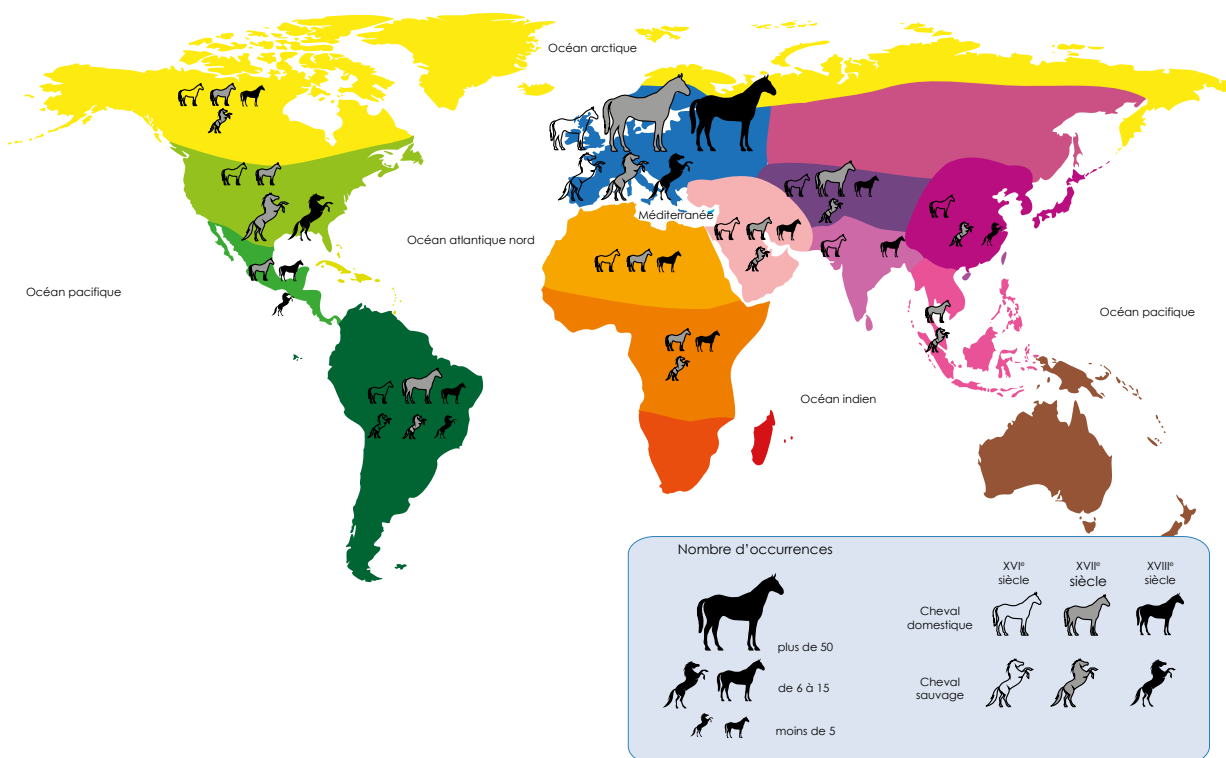 Océan arctique
Méditerranée
Océan atlantique nord
Océan pacifique
Océan pacifique
Océan indien
Nombre d'occurrences
plus de 50
de 6 à 15
moins de 5
XVIᵉ
siècle
XVIIᵉ
siècle
XVIIIᵉ
siècle
Cheval
domestique
Cheval
sauvage